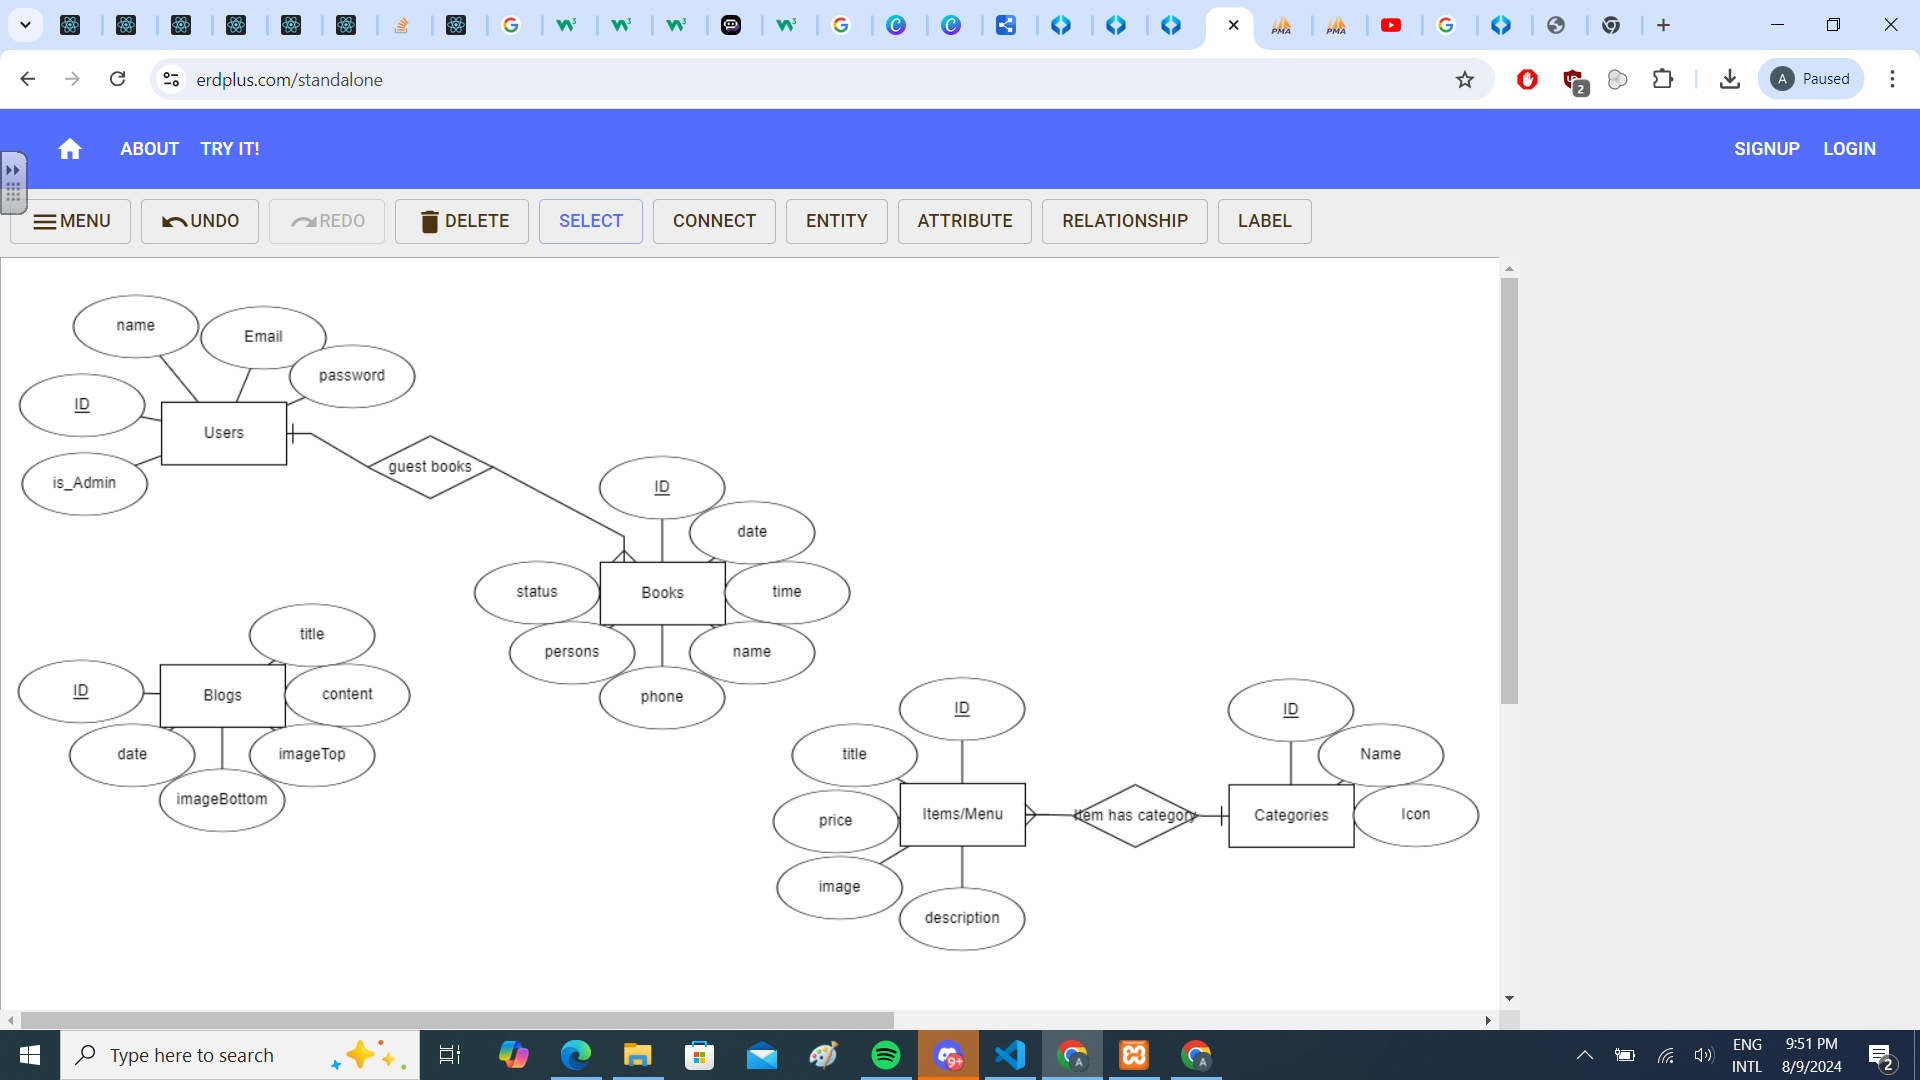 Paused
erdplus.com/standalone
2
A
ABOUT
TRY IT!
SIGNUP
LOGIN
MENU
UNDO
REDO
DELETE
SELECT
CONNECT
ENTITY
ATTRIBUTE
RELATIONSHIP
LABEL
name
Email
password
ID
Users
is_Admin
guest books
ID
date
status
Books
time
persons
name
phone
title
ID
Blogs
content
date
imageTop
imageBottom
ID
title
price
Items/Menu
image
description
item has category
ID
Name
Categories
Icon
Type here to search
9+
A
A
ENG
INTL
9:51 PM
8/9/2024
2